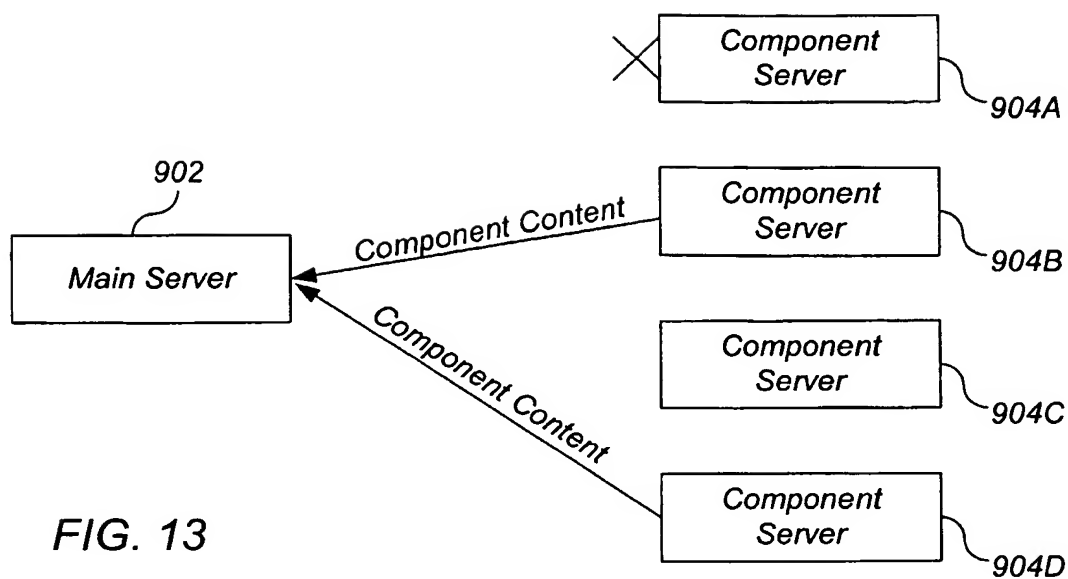 Component
Server
904A
902
Main Server
Component Content
Component
Server
904B
Component Content
Component
Server
904C
Component
Server
904D
FIG. 13